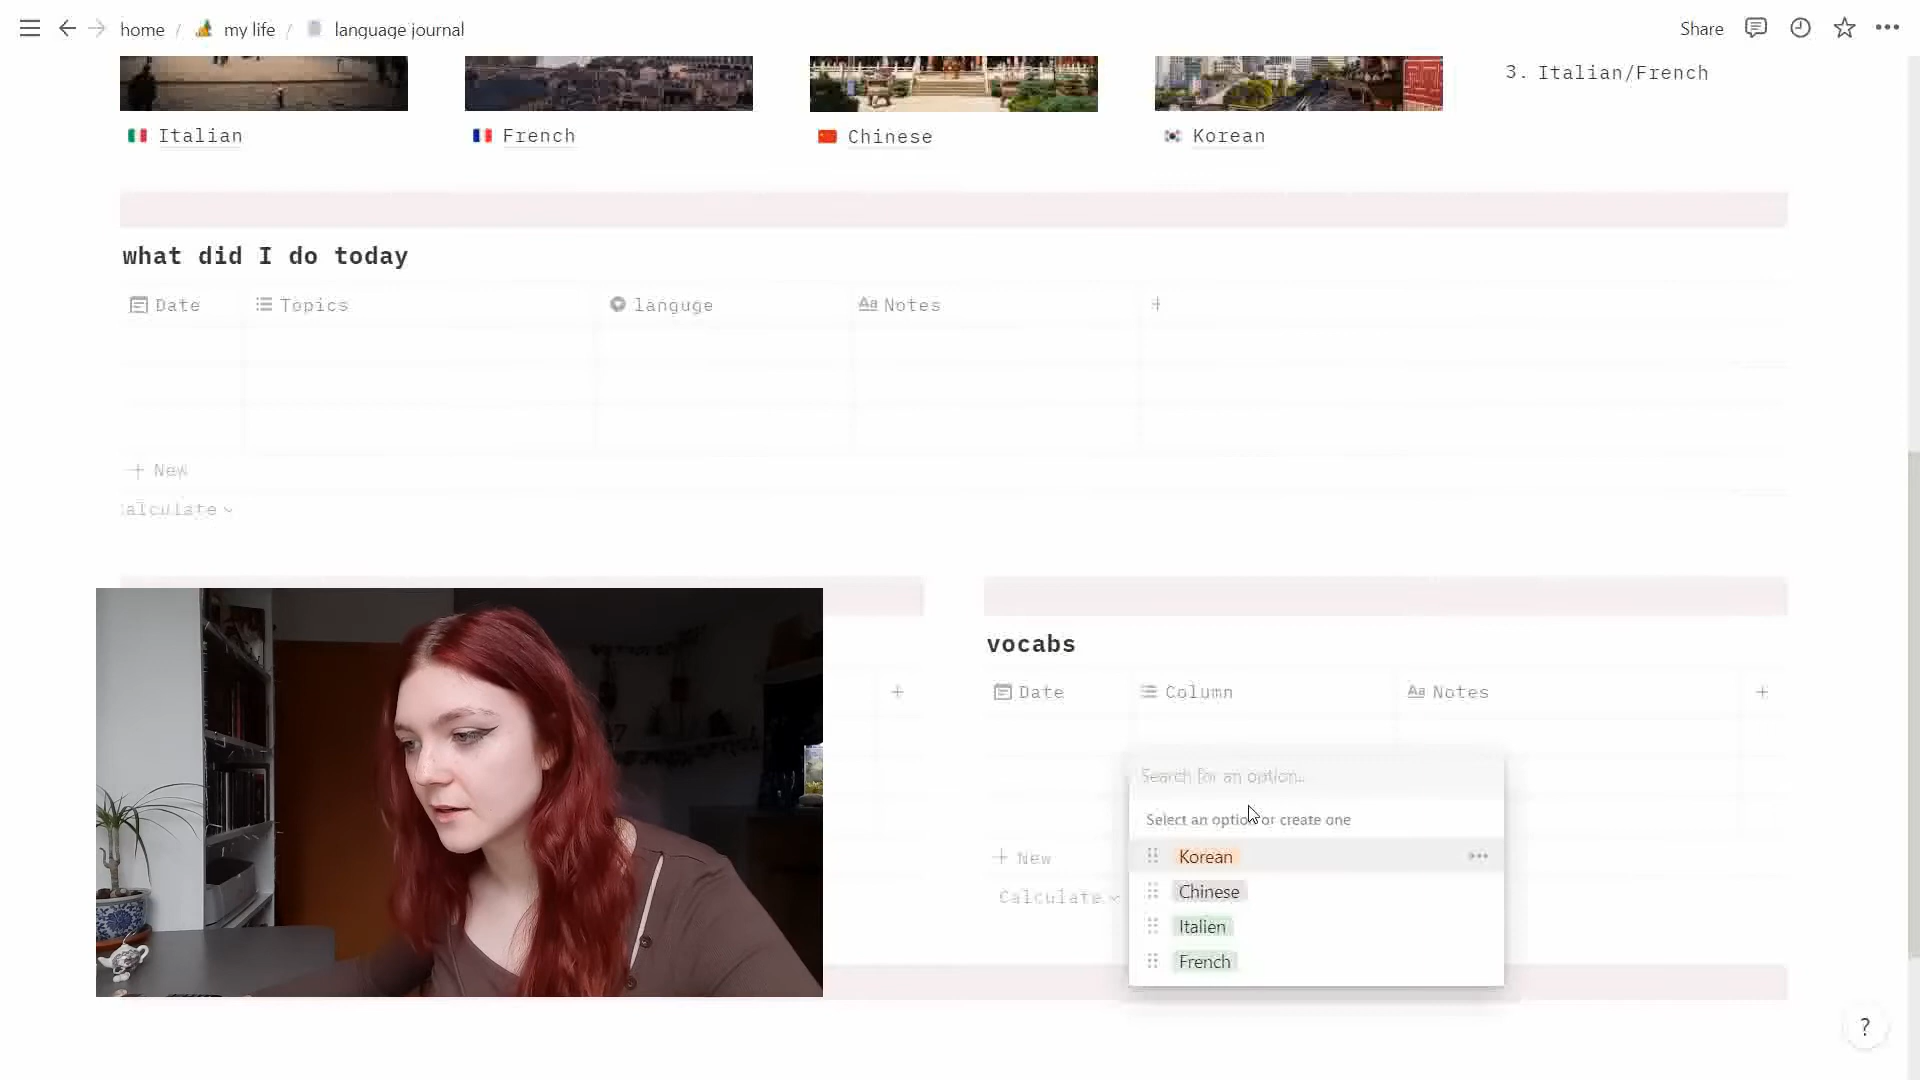 home / my life / language journal
Share
3. Italian/French
Italian
French
Chinese
Korean
what did I do today
Date
Topics
languge
Aa Notes
+ New
alculate
vocabs
Date
Column
Aa Notes
Search for an option...
Select an option or create one
+ New
Korean
Chinese
Calculate
Italien
French
?